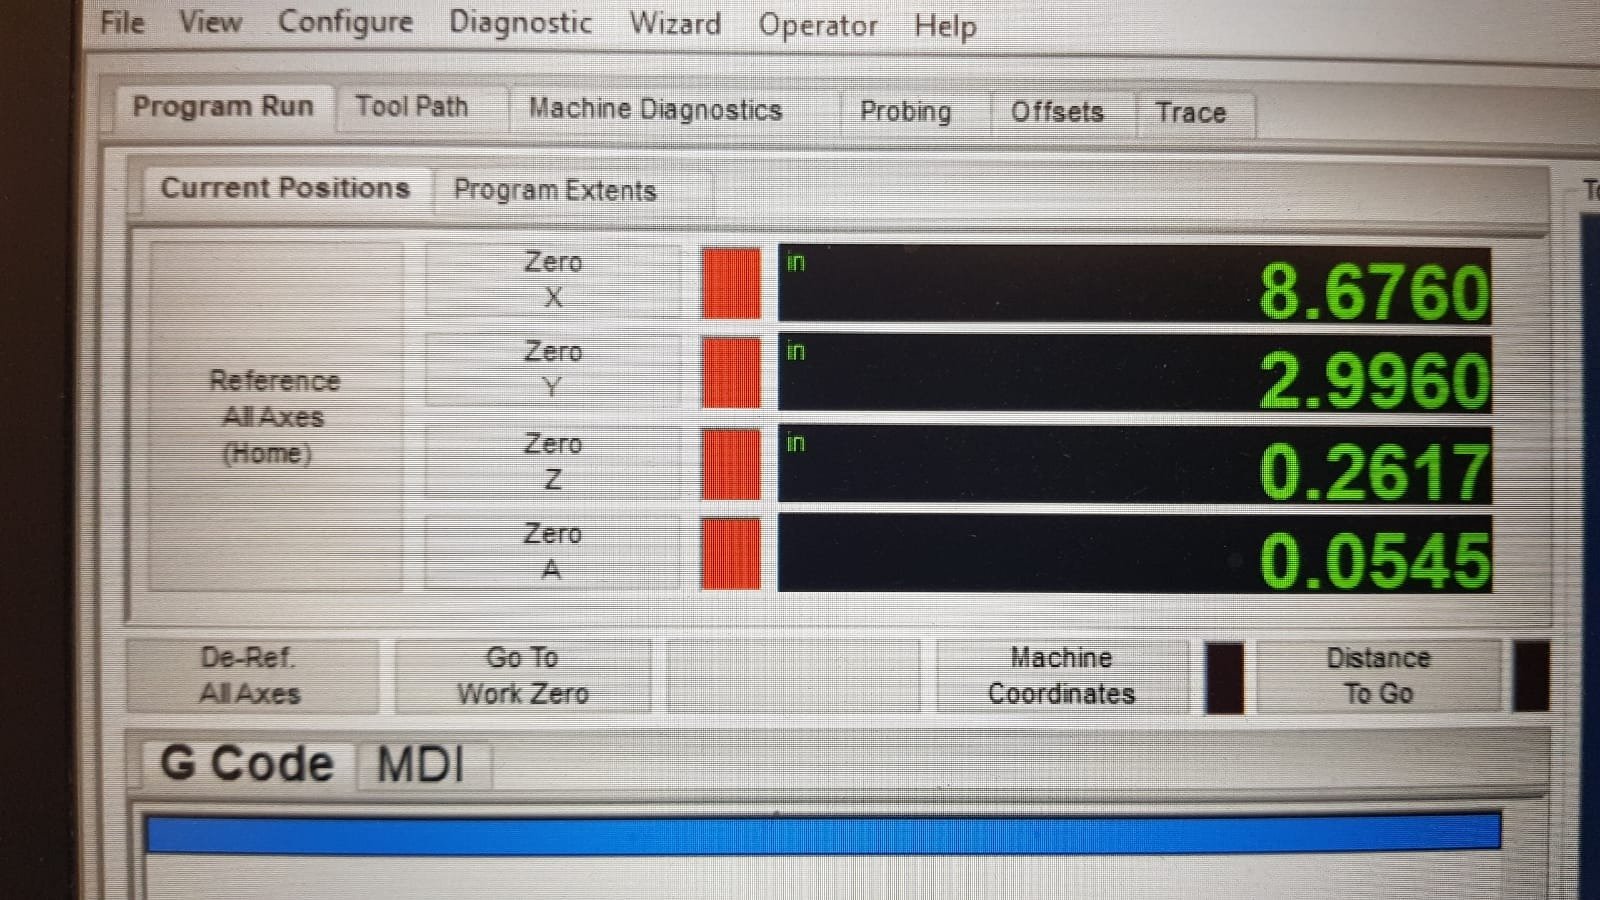 File View Configure Diagnostic Wizard Operator Help
Program Run Tool Path Machine Diagnostics Probing Offsets Trace
Current Positions Program Extents
Reference
All Axes
(Home)
Zero
X
in
8.6760
Zero
Y
in
2.9960
Zero
Z
in
0.2617
Zero
A
0.0545
De-Ref.
All Axes
Go To
Work Zero
Machine
Coordinates
Distance
To Go
G Code MDI